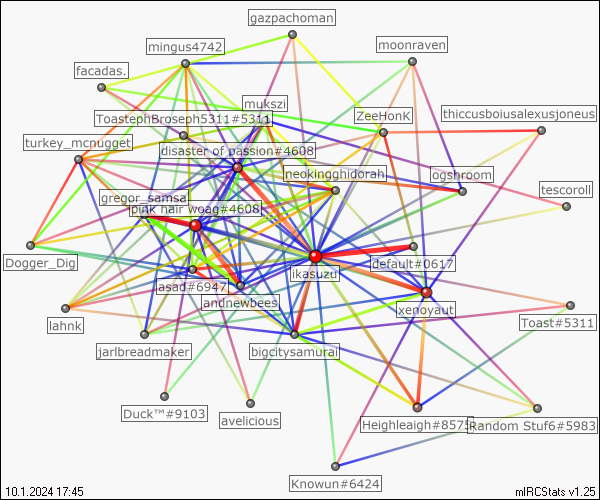 gazpachoman
mingus4742
moonraven
facadas.
mukszi
thiccusboiusalexusjoneus
ToastephBroseph5311#5311
ZeeHonK
turkey_mcnugget
disaster of passion#4608
neokingghidorah
ogshroom
tescoroll
gregor_samsa
pink hair woag#4608
Dogger_Dig
ikasuzu
default#0617
asad#6947
andnewbees
xenoyaut
lahnk
Toast#5311
jarlbreadmaker
bigcitysamurai
Duck™#9103
avelicious
Heighleaigh#8575
Random Stuf6#5983
Knowun#6424
10.1.2024 17:45
mIRCStats v1.25